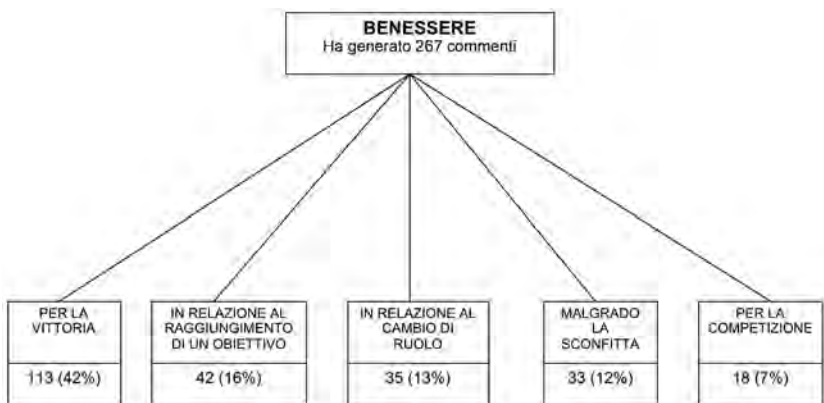 BENESSERE
Ha generato 267 commenti
PER LA
VITTORIA
113 (42%)
IN RELAZIONE AL
RAGGIUNGIMENTO
DI UN OBIETTIVO
42 (16%)
IN RELAZIONE AL
CAMBIO DI
RUOLO
35 (13%)
MALGRADO
LA
SCONFITTA
33 (12%)
PER LA
COMPETIZIONE
18 (7%)